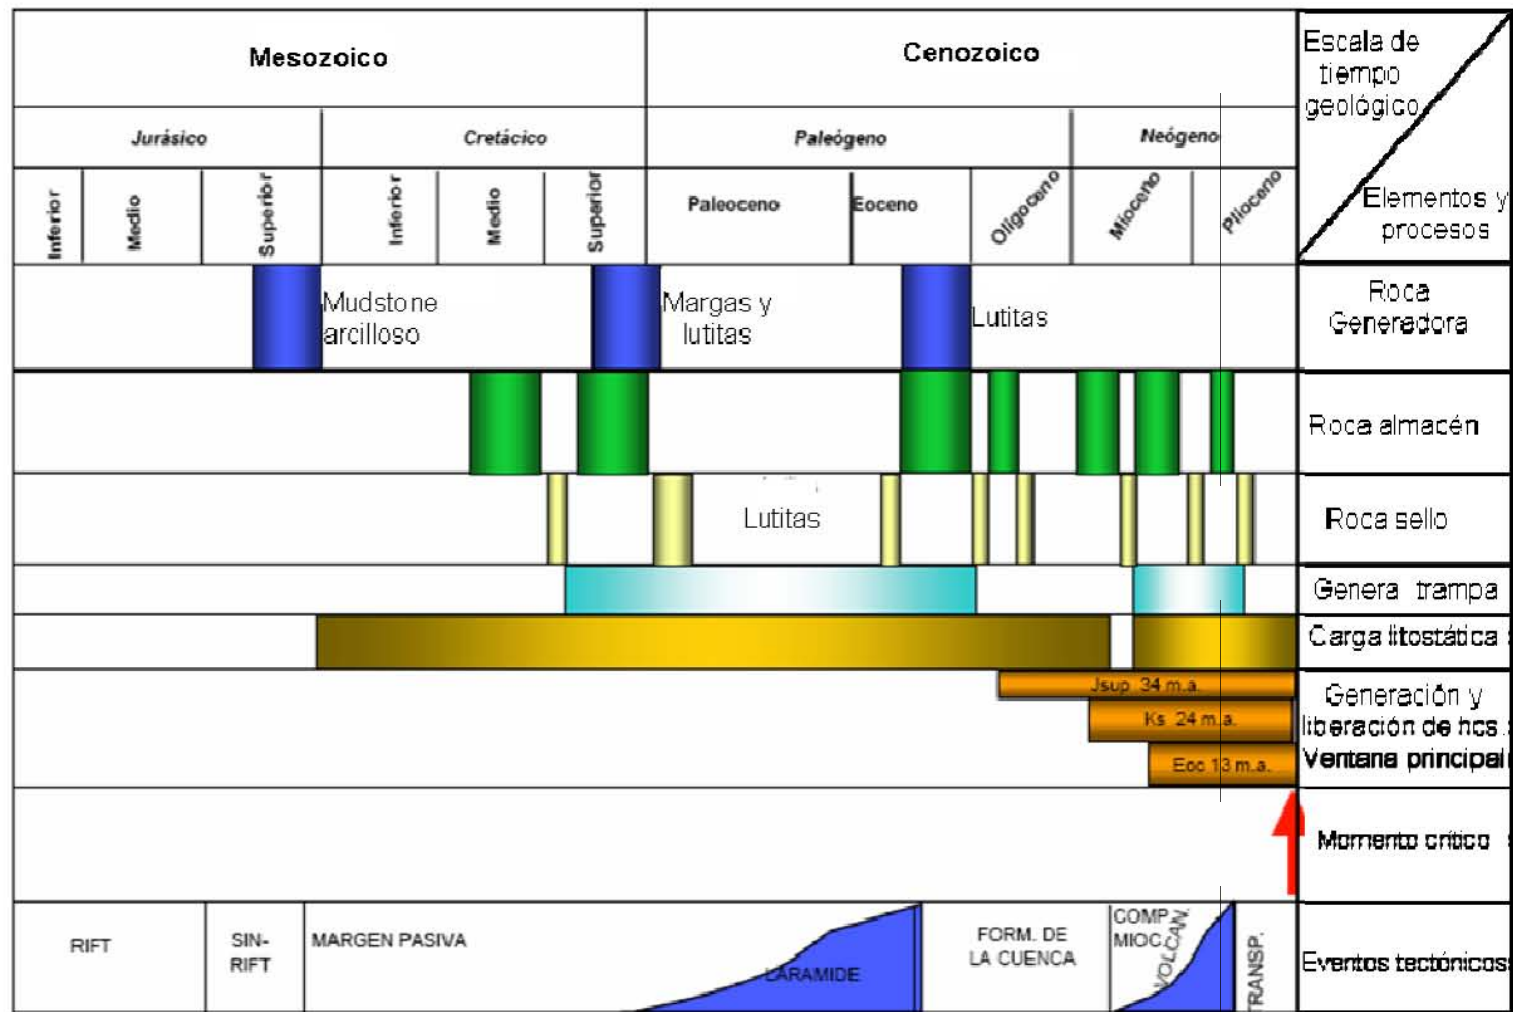 Mesozoico
Cenozoico
Escala de
tiempo
geológico
Jurásico
Cretácico
Paleógeno
Neógeno
Inferior
Medio
Superior
Inferior
Medio
Superior
Paleoceno
Eoceno
Oligoceno
Mioceno
Plioceno
Elementos y
procesos
Mudstone
arcilloso
Margas y
lutitas
Lutitas
Roca
Generadora
Roca almacén
Lutitas
Roca sello
Genera trampa
Carga litostática
Jsup 34 m.a.
Ks 24 m.a.
Eoc 13 m.a.
Generación y
liberación de hcs
Ventana principal
Momento crítico
RIFT
SIN-
RIFT
MARGEN PASIVA
LARAMIDE
FORM. DE
LA CUENCA
COMP.
MIOC.
VOLCAN.
TRANSP.
Eventos tectónicos